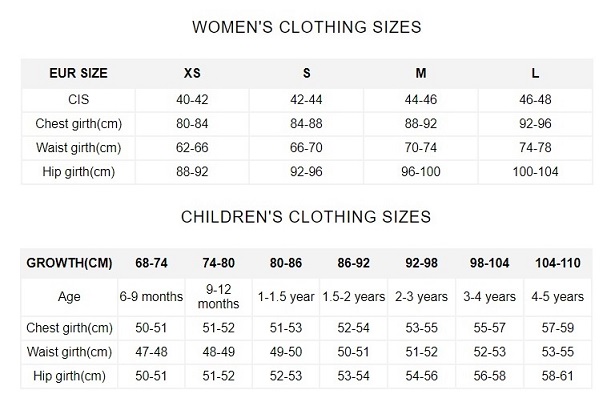 WOMEN'S CLOTHING SIZES
EUR SIZE XS S M L
CIS 40-42 42-44 44-46 46-48
Chest girth(cm) 80-84 84-88 88-92 92-96
Waist girth(cm) 62-66 66-70 70-74 74-78
Hip girth(cm) 88-92 92-96 96-100 100-104
CHILDREN'S CLOTHING SIZES
GROWTH(CM) 68-74 74-80 80-86 86-92 92-98 98-104 104-110
Age 6-9 months 9-12 months 1-1.5 year 1.5-2 years 2-3 years 3-4 years 4-5 years
Chest girth(cm) 50-51 51-52 51-53 52-54 53-55 55-57 57-59
Waist girth(cm) 47-48 48-49 49-50 50-51 51-52 52-53 53-55
Hip girth(cm) 50-51 51-52 52-53 53-54 54-56 56-58 58-61